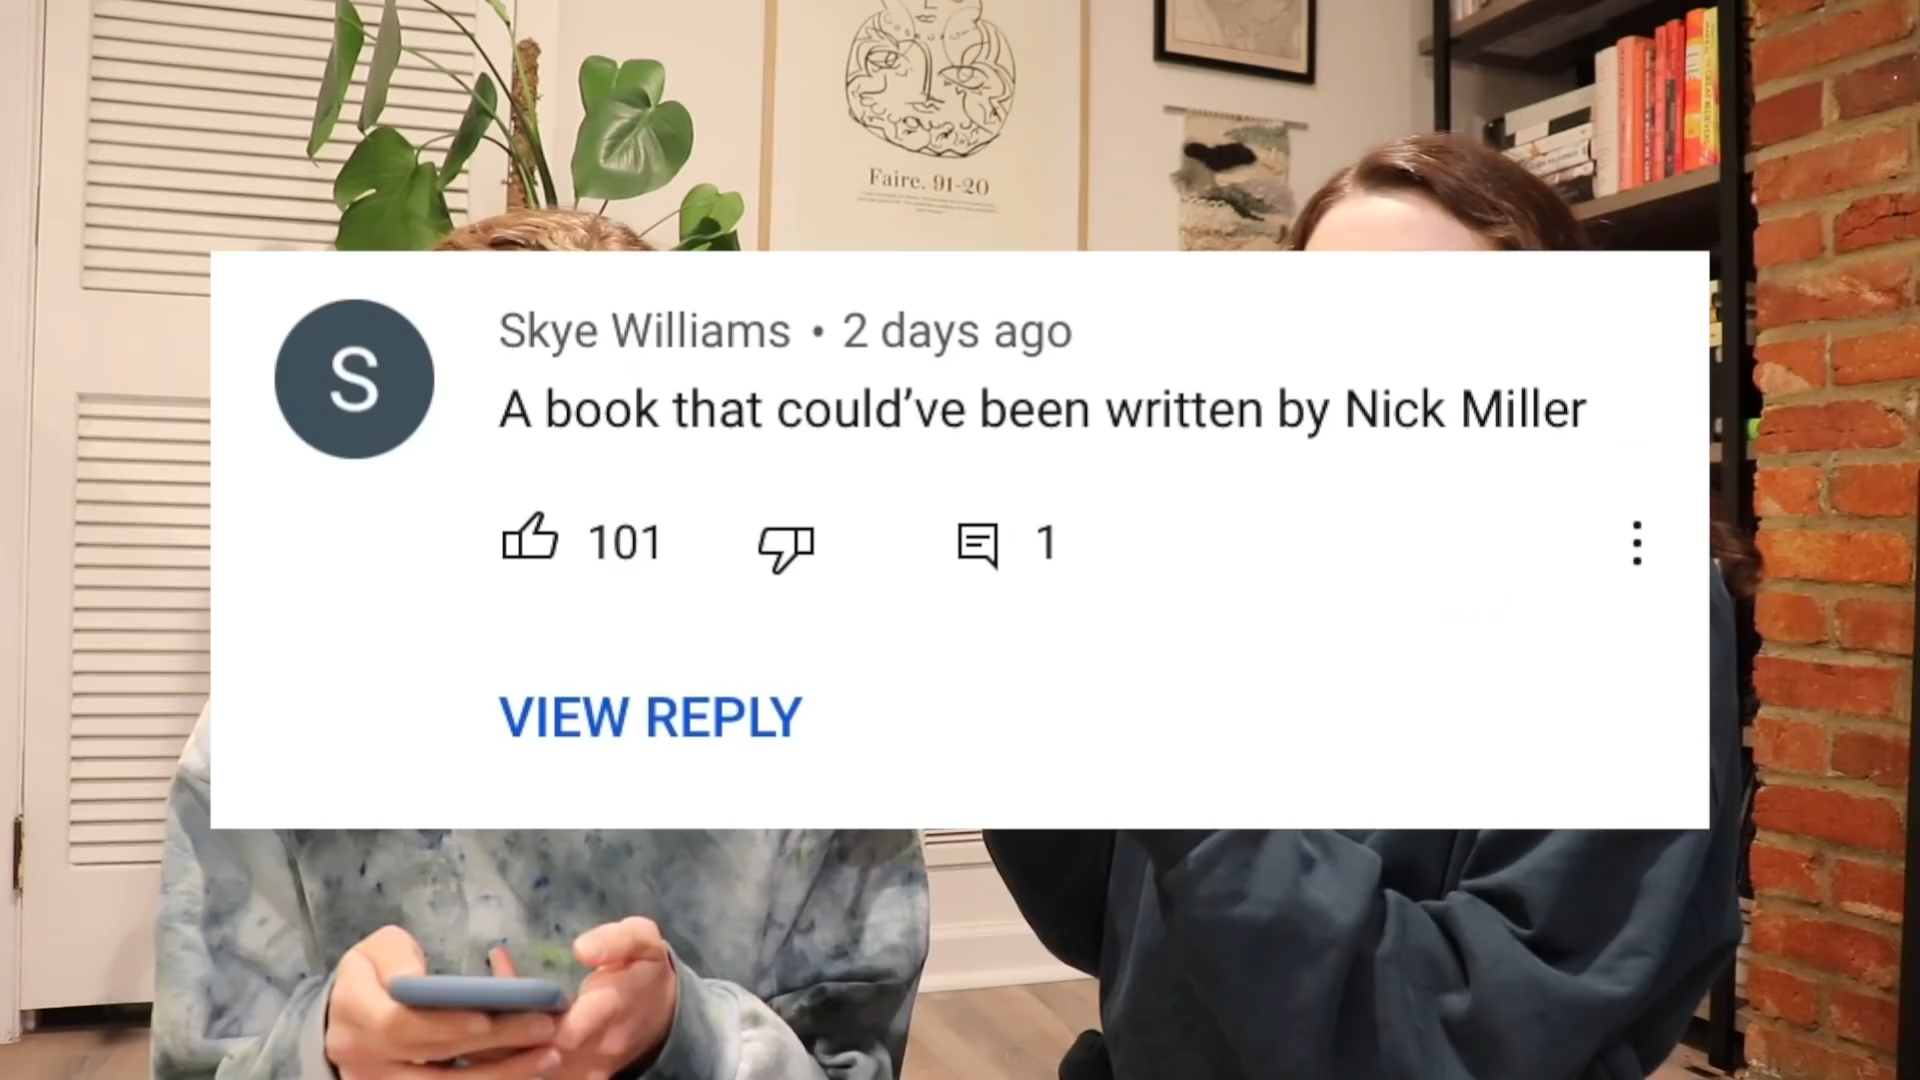 Faire. 91-20
Skye Williams • 2 days ago
S
A book that could’ve been written by Nick Miller
101
1
VIEW REPLY